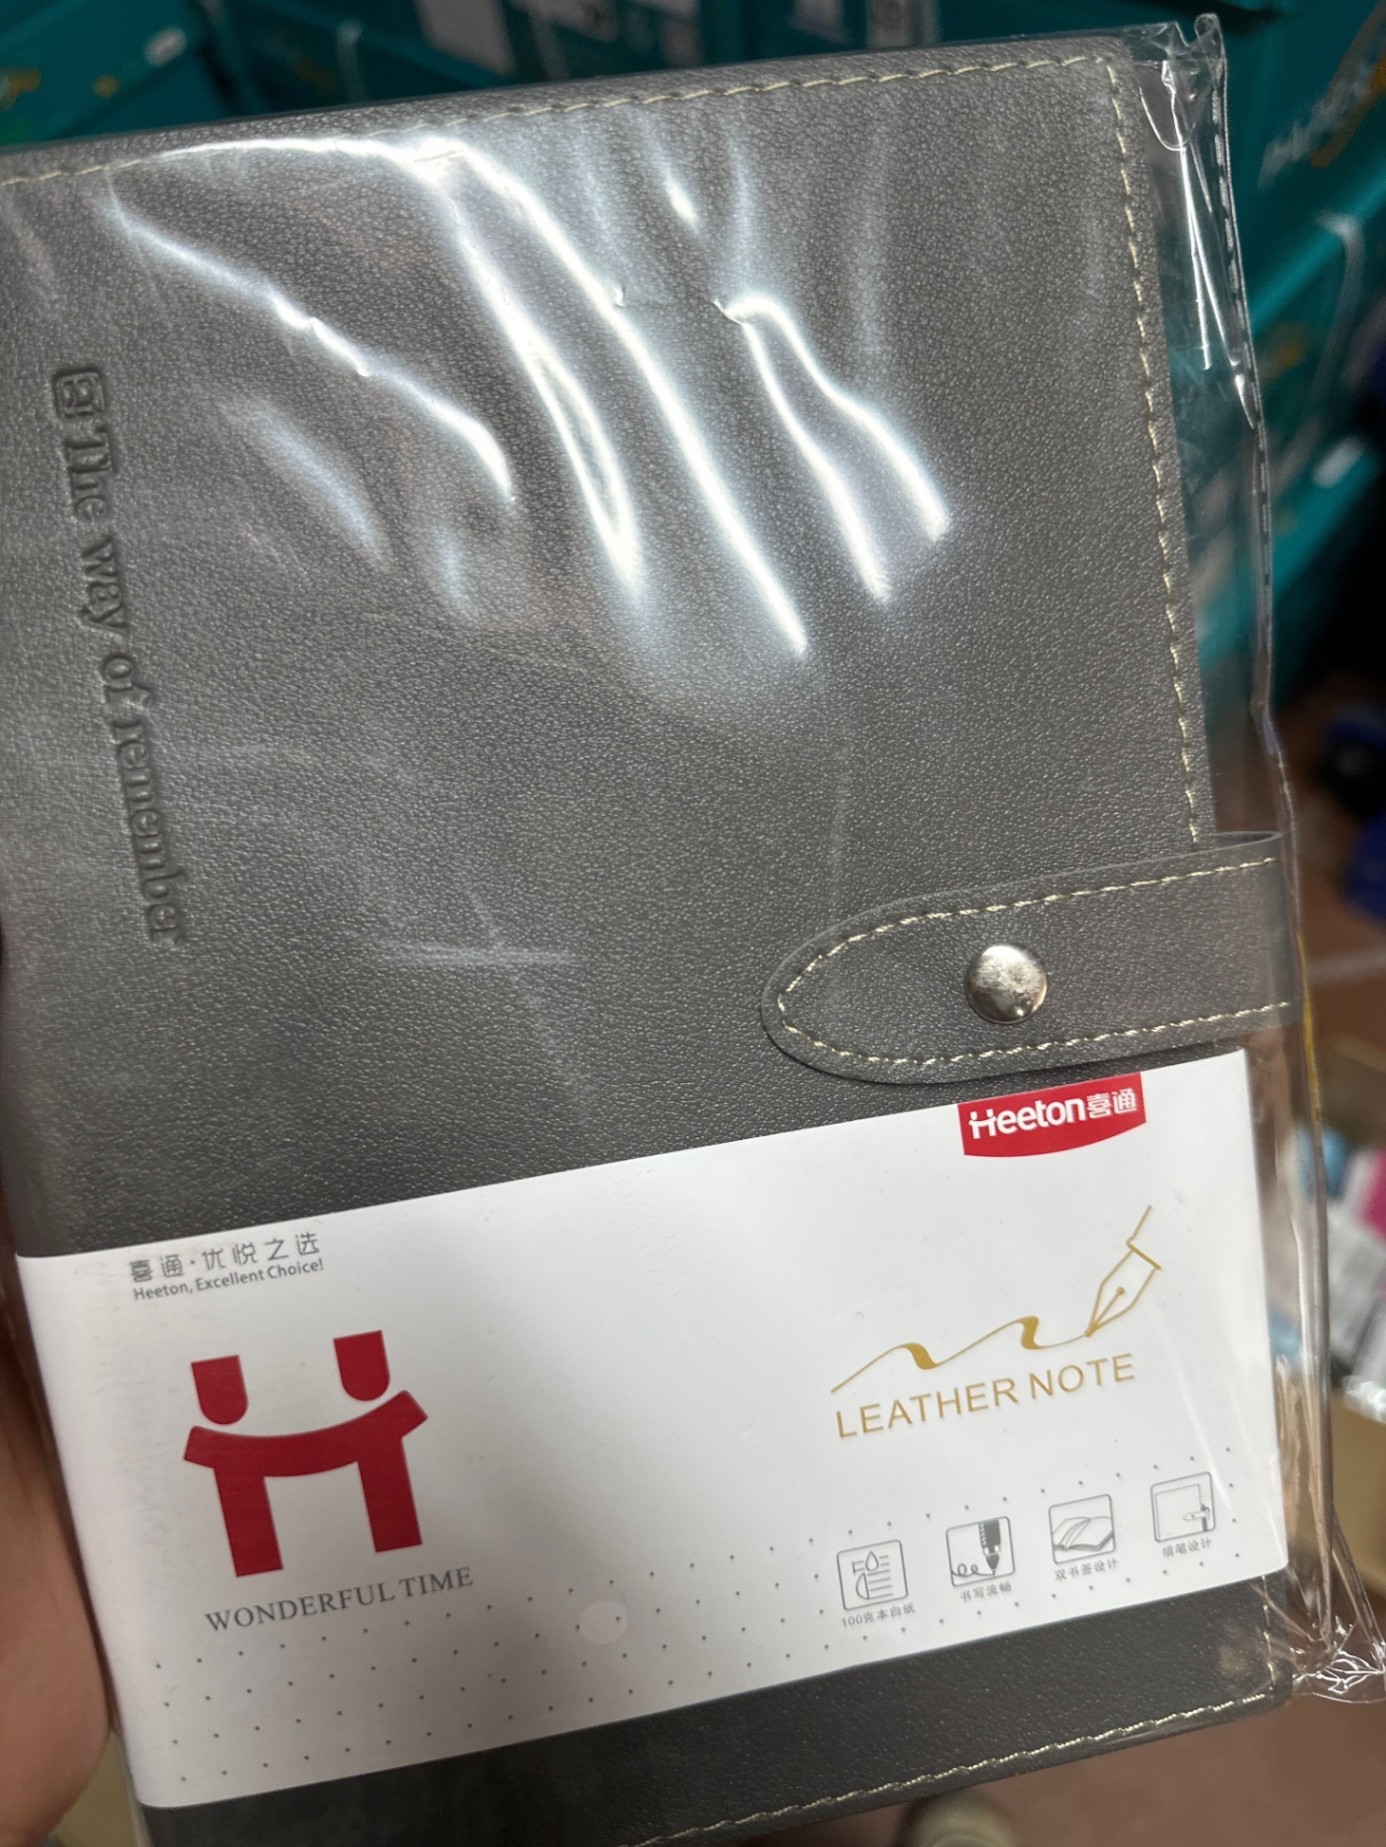 The way of remember
Heeton喜通
喜通·优悦之选
Heeton, Excellent Choice!
LEATHER NOTE
WONDERFUL TIME
100克本白纸
书写流畅
双书签设计
插笔设计